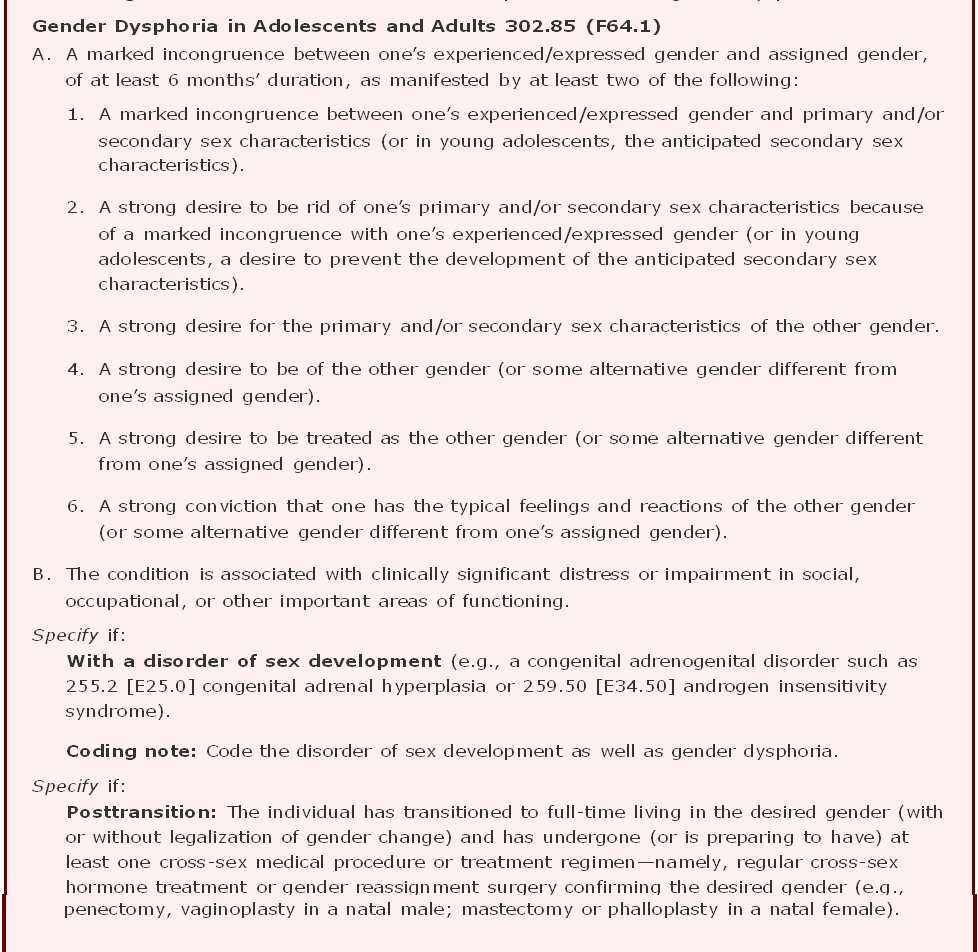 Gender Dysphoria in Adolescents and Adults 302.85 (F64.1)
A. A marked incongruence between one’s experienced/expressed gender and assigned gender,
of at least 6 months’ duration, as manifested by at least two of the following:
1. A marked incongruence between one’s experienced/expressed gender and primary and/or
secondary sex characteristics (or in young adolescents, the anticipated secondary sex
characteristics).
2. A strong desire to be rid of one’s primary and/or secondary sex characteristics because
of a marked incongruence with one’s experienced/expressed gender (or in young
adolescents, a desire to prevent the development of the anticipated secondary sex
characteristics).
3. A strong desire for the primary and/or secondary sex characteristics of the other gender.
4. A strong desire to be of the other gender (or some alternative gender different from
one’s assigned gender).
5. A strong desire to be treated as the other gender (or some alternative gender different
from one’s assigned gender).
6. A strong conviction that one has the typical feelings and reactions of the other gender
(or some alternative gender different from one’s assigned gender).
B. The condition is associated with clinically significant distress or impairment in social,
occupational, or other important areas of functioning.
Specify if:
With a disorder of sex development (e.g., a congenital adrenogenital disorder such as
255.2 [E25.0] congenital adrenal hyperplasia or 259.50 [E34.50] androgen insensitivity
syndrome).
Coding note: Code the disorder of sex development as well as gender dysphoria.
Specify if:
Posttransition: The individual has transitioned to full-time living in the desired gender (with
or without legalization of gender change) and has undergone (or is preparing to have) at
least one cross-sex medical procedure or treatment regimen—namely, regular cross-sex
hormone treatment or gender reassignment surgery confirming the desired gender (e.g.,
penectomy, vaginoplasty in a natal male; mastectomy or phalloplasty in a natal female).